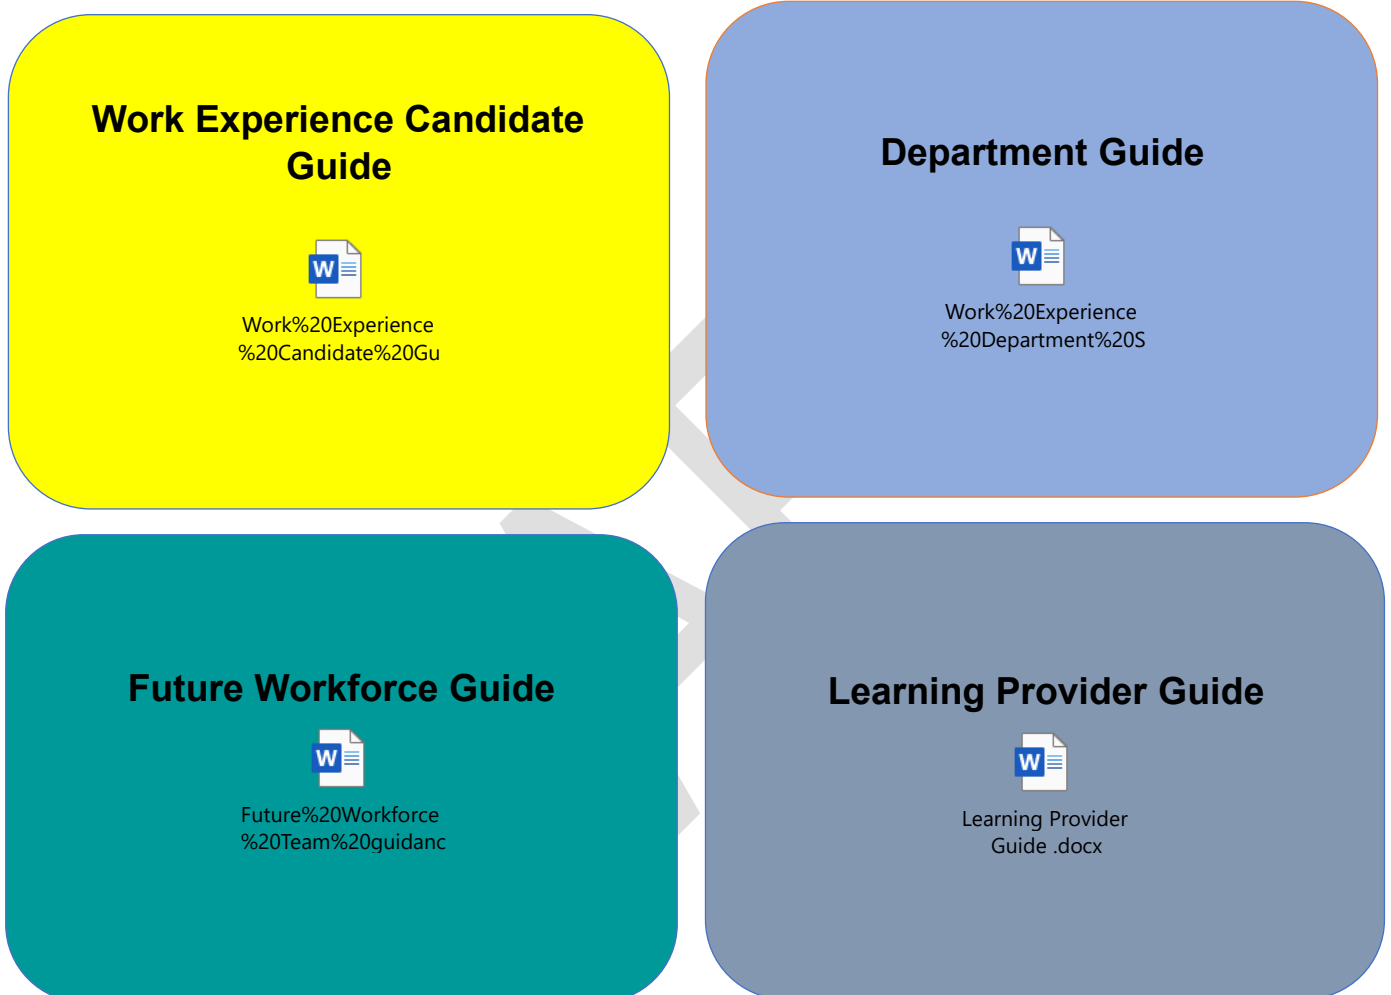 Work Experience Candidate
Guide
W
Work%20Experience
%20Candidate%20Gu
Department Guide
W
Work%20Experience
%20Department%20S
Future Workforce Guide
W
Future%20Workforce
%20Team%20guidanc
Learning Provider Guide
W
Learning Provider
Guide .docx